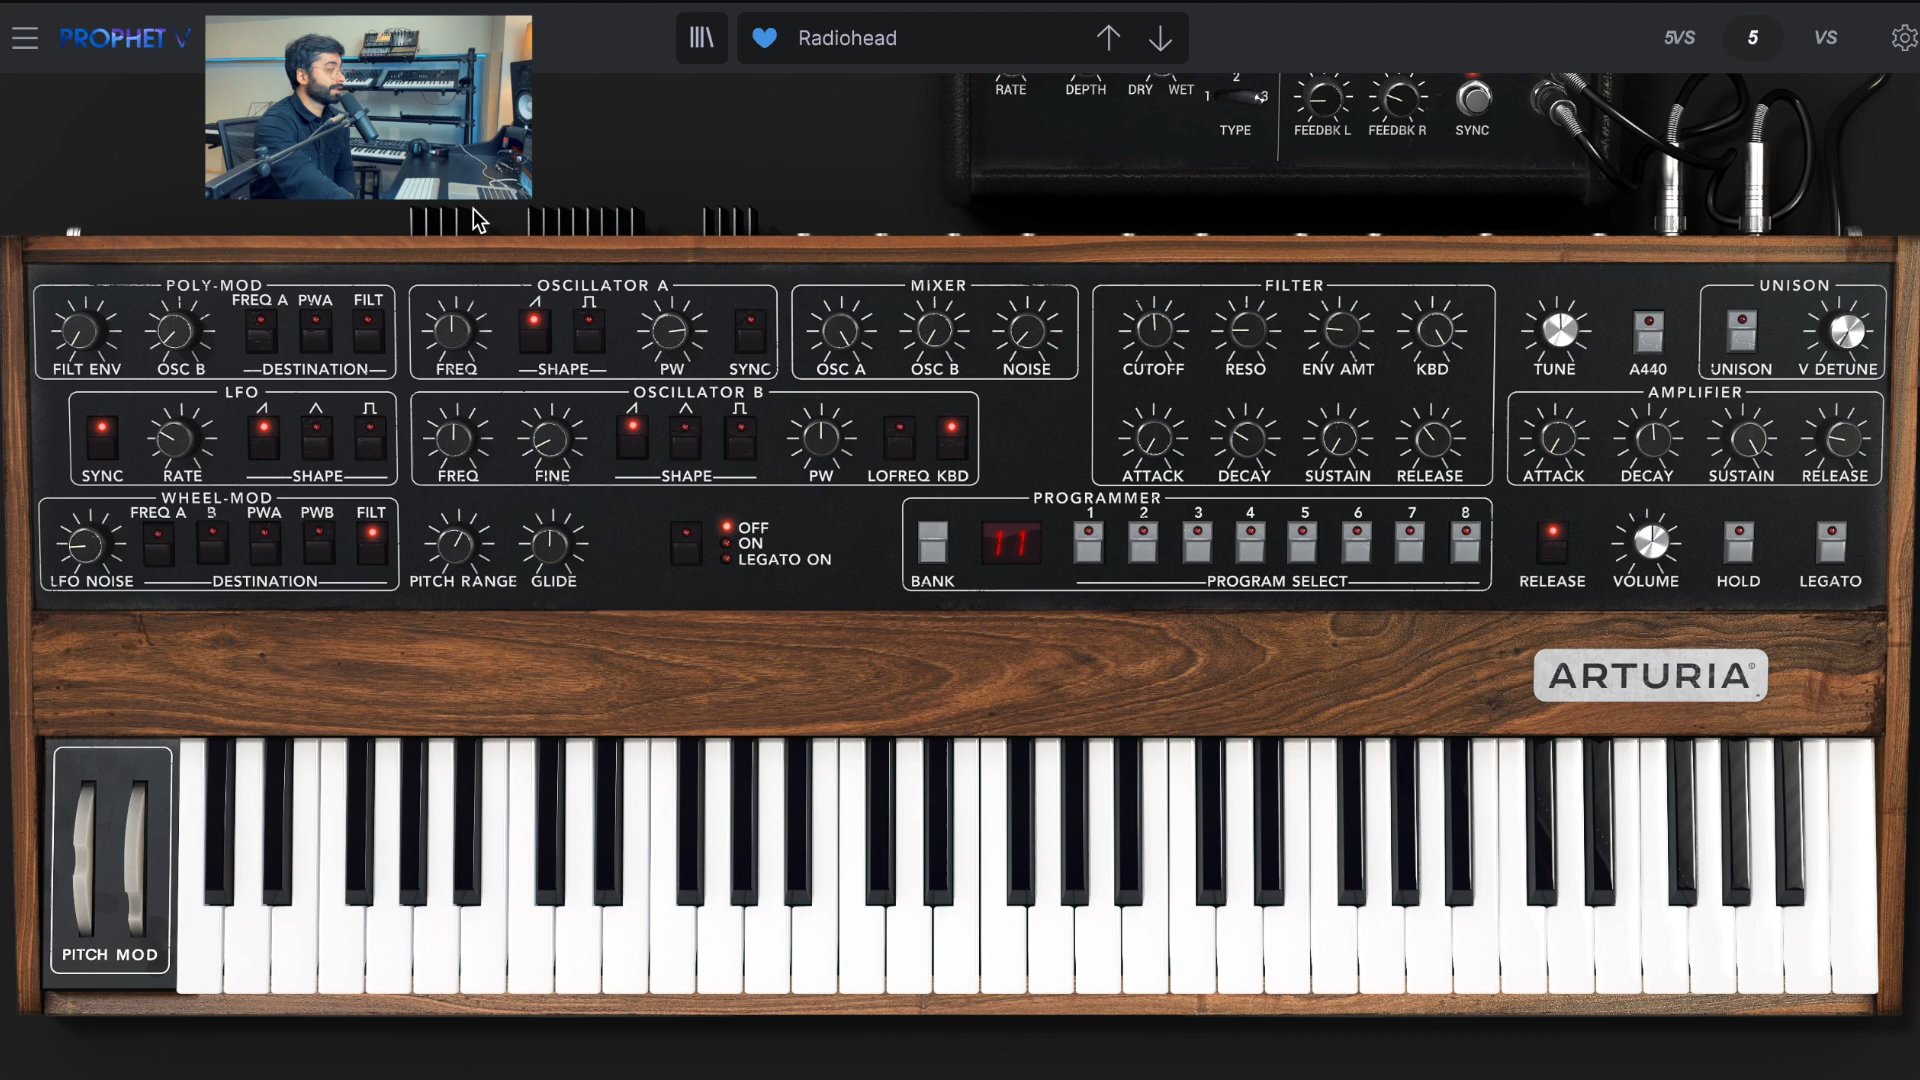 PROPHET V
Radiohead
5VS
5
VS
RATE
DEPTH
DRY
WET
1
2
3
TYPE
FEEDBK L
FEEDBK R
SYNC
POLY-MOD
FREQ A PWA FILT
FILT ENV
OSC B
DESTINATION
OSCILLATOR A
FREQ
SHAPE
PW
SYNC
MIXER
OSC A
OSC B
NOISE
FILTER
CUTOFF
RESO
ENV AMT
KBD
ATTACK
DECAY
SUSTAIN
RELEASE
TUNE
A440
UNISON
UNISON
V DETUNE
LFO
SYNC
RATE
SHAPE
OSCILLATOR B
FREQ
FINE
SHAPE
PW
LOFREQ KBD
AMPLIFIER
ATTACK
DECAY
SUSTAIN
RELEASE
WHEEL-MOD
FREQ A B PWA PWB FILT
LFO NOISE
DESTINATION
PITCH RANGE
GLIDE
OFF
ON
LEGATO ON
PROGRAMMER
1 2 3 4 5 6 7 8
11
BANK
PROGRAM SELECT
RELEASE
VOLUME
HOLD
LEGATO
ARTURIA
PITCH MOD